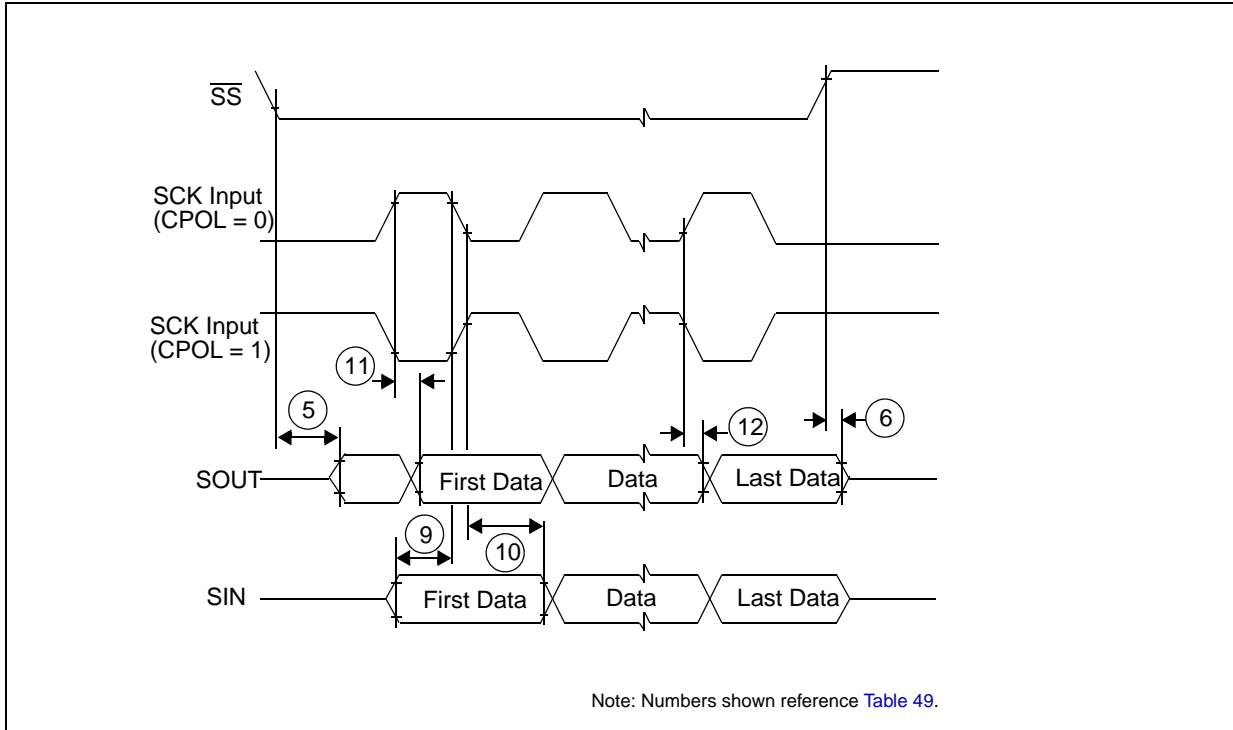 SS
SCK Input
(CPOL = 0)
SCK Input
(CPOL = 1)
11
5
12
6
SOUT
First Data
Data
Last Data
9
10
SIN
First Data
Data
Last Data
Note: Numbers shown reference Table 49.